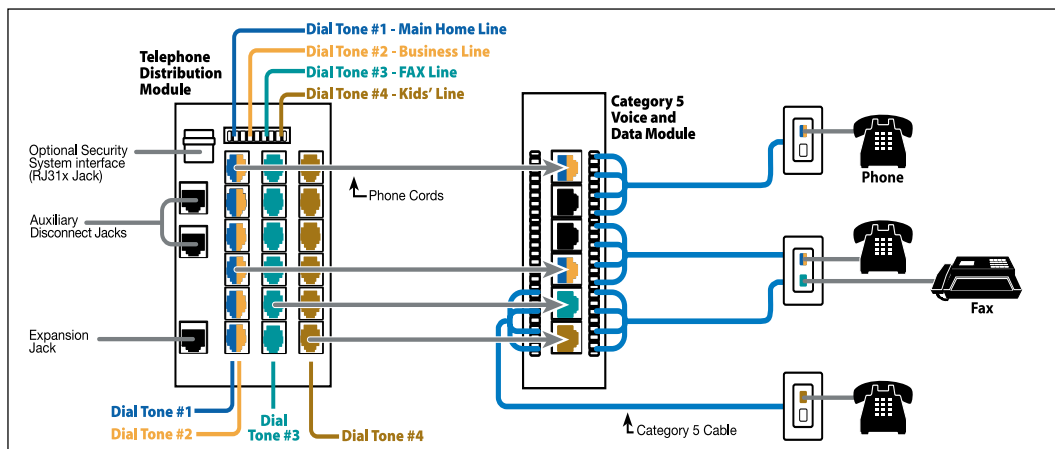 Dial Tone #1 - Main Home Line
Dial Tone #2 - Business Line
Dial Tone #3 - FAX Line
Dial Tone #4 - Kids' Line
Telephone
Distribution
Module
Optional Security
System interface
(RJ31x Jack)
Auxiliary
Disconnect Jacks
Expansion
Jack
Phone Cords
Category 5
Voice and
Data Module
Phone
Fax
Category 5 Cable
Dial Tone #1
Dial Tone #2
Dial
Tone #3
Dial Tone #4